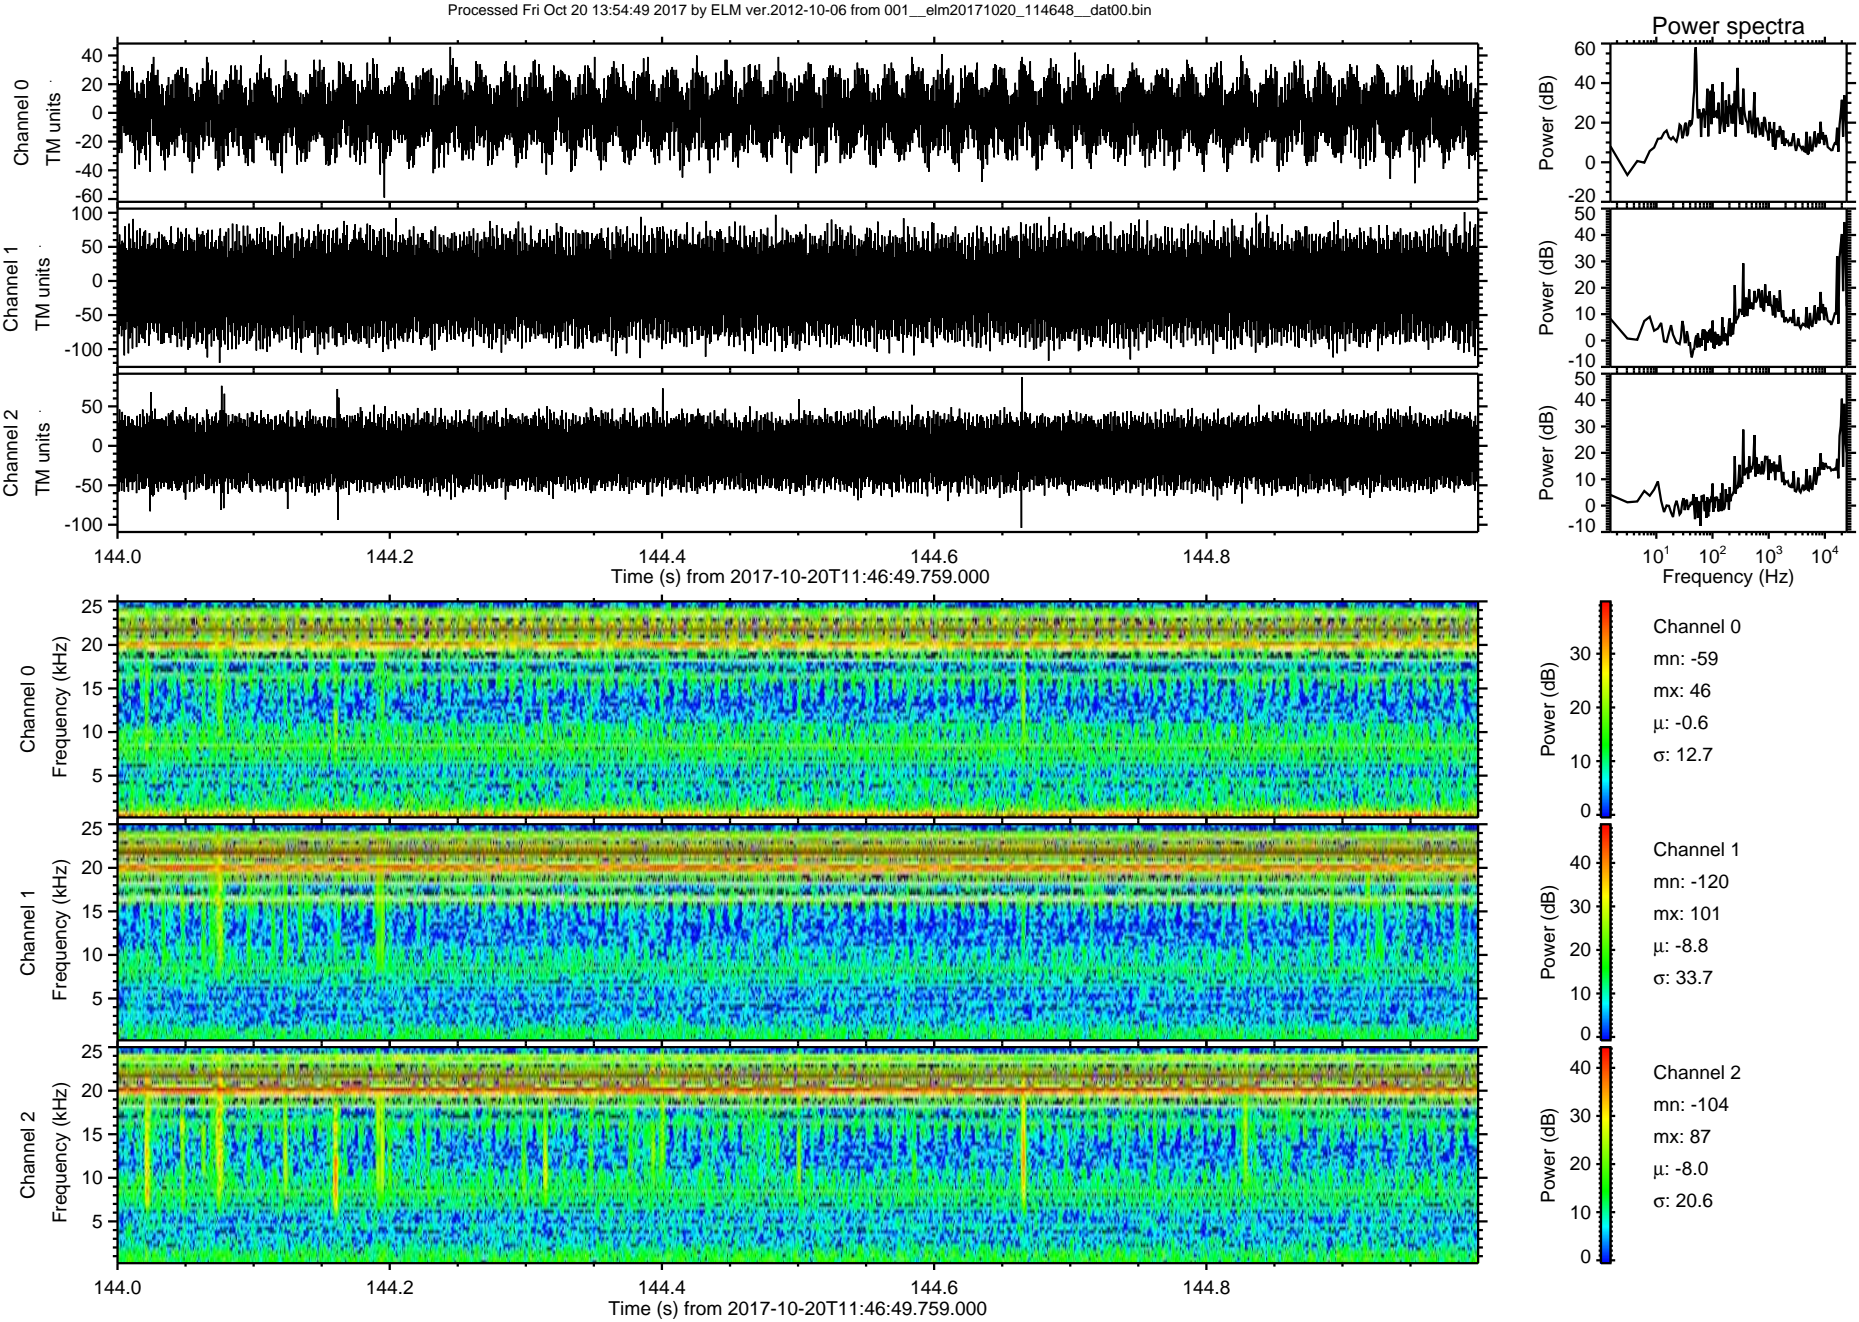 Processed Fri Oct 20 13:54:49 2017 by ELM ver.2012-10-06 from 001__elm20171020_114648__dat00.bin
Power spectra
Channel 0
TM units
40
20
0
-20
-40
-60
Power (dB)
60
40
20
0
-20
Channel 1
TM units
100
50
0
-50
-100
Power (dB)
50
40
30
20
10
0
-10
Channel 2
TM units
50
0
-50
-100
Power (dB)
50
40
30
20
10
0
-10
144.0 144.2 144.4 144.6 144.8
Time (s) from 2017-10-20T11:46:49.759.000
10¹ 10² 10³ 10⁴
Frequency (Hz)
Channel 0
Frequency (kHz)
25
20
15
10
5
Power (dB)
30
20
10
0
Channel 0
mn: -59
mx: 46
μ: -0.6
σ: 12.7
Channel 1
Frequency (kHz)
25
20
15
10
5
Power (dB)
40
30
20
10
0
Channel 1
mn: -120
mx: 101
μ: -8.8
σ: 33.7
Channel 2
Frequency (kHz)
25
20
15
10
5
Power (dB)
40
30
20
10
0
Channel 2
mn: -104
mx: 87
μ: -8.0
σ: 20.6
144.0 144.2 144.4 144.6 144.8
Time (s) from 2017-10-20T11:46:49.759.000